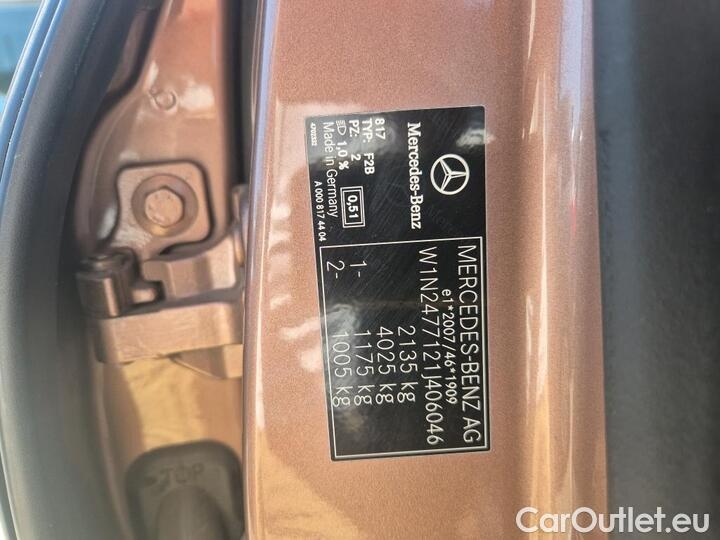 MERCEDES-BENZ AG
e1*2007/46*1909
W1N2477121J406046
2135 kg
4025 kg
1- 1175 kg
2- 1005 kg
Mercedes-Benz
817
TYP: F2B
PZ: 2
1,0 %
0,51
Made in Germany
A 000 817 44 04
TOP
CarOutlet.eu